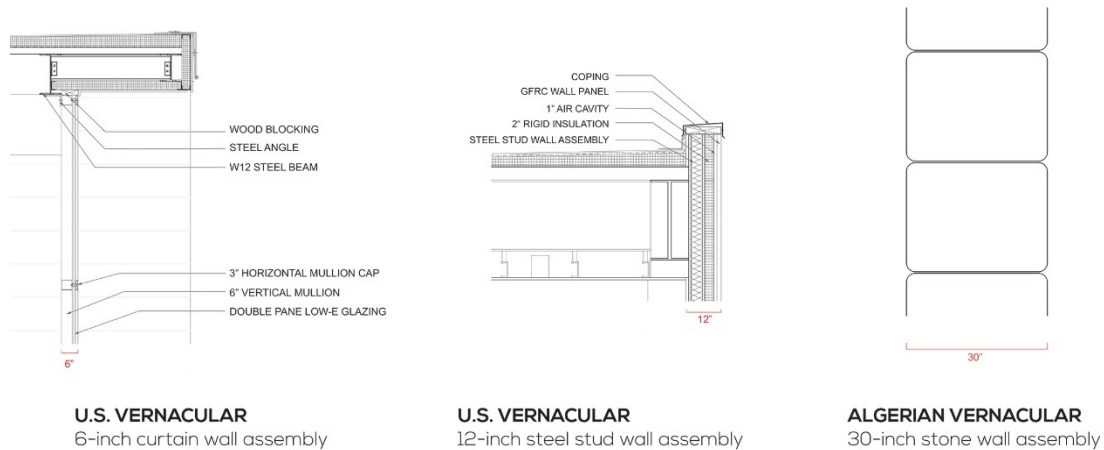 WOOD BLOCKING
STEEL ANGLE
W12 STEEL BEAM
3" HORIZONTAL MULLION CAP
6" VERTICAL MULLION
DOUBLE PANE LOW-E GLAZING
6"
U.S. VERNACULAR
6-inch curtain wall assembly
COPING
GFRC WALL PANEL
1" AIR CAVITY
2" RIGID INSULATION
STEEL STUD WALL ASSEMBLY
12"
U.S. VERNACULAR
12-inch steel stud wall assembly
30"
ALGERIAN VERNACULAR
30-inch stone wall assembly